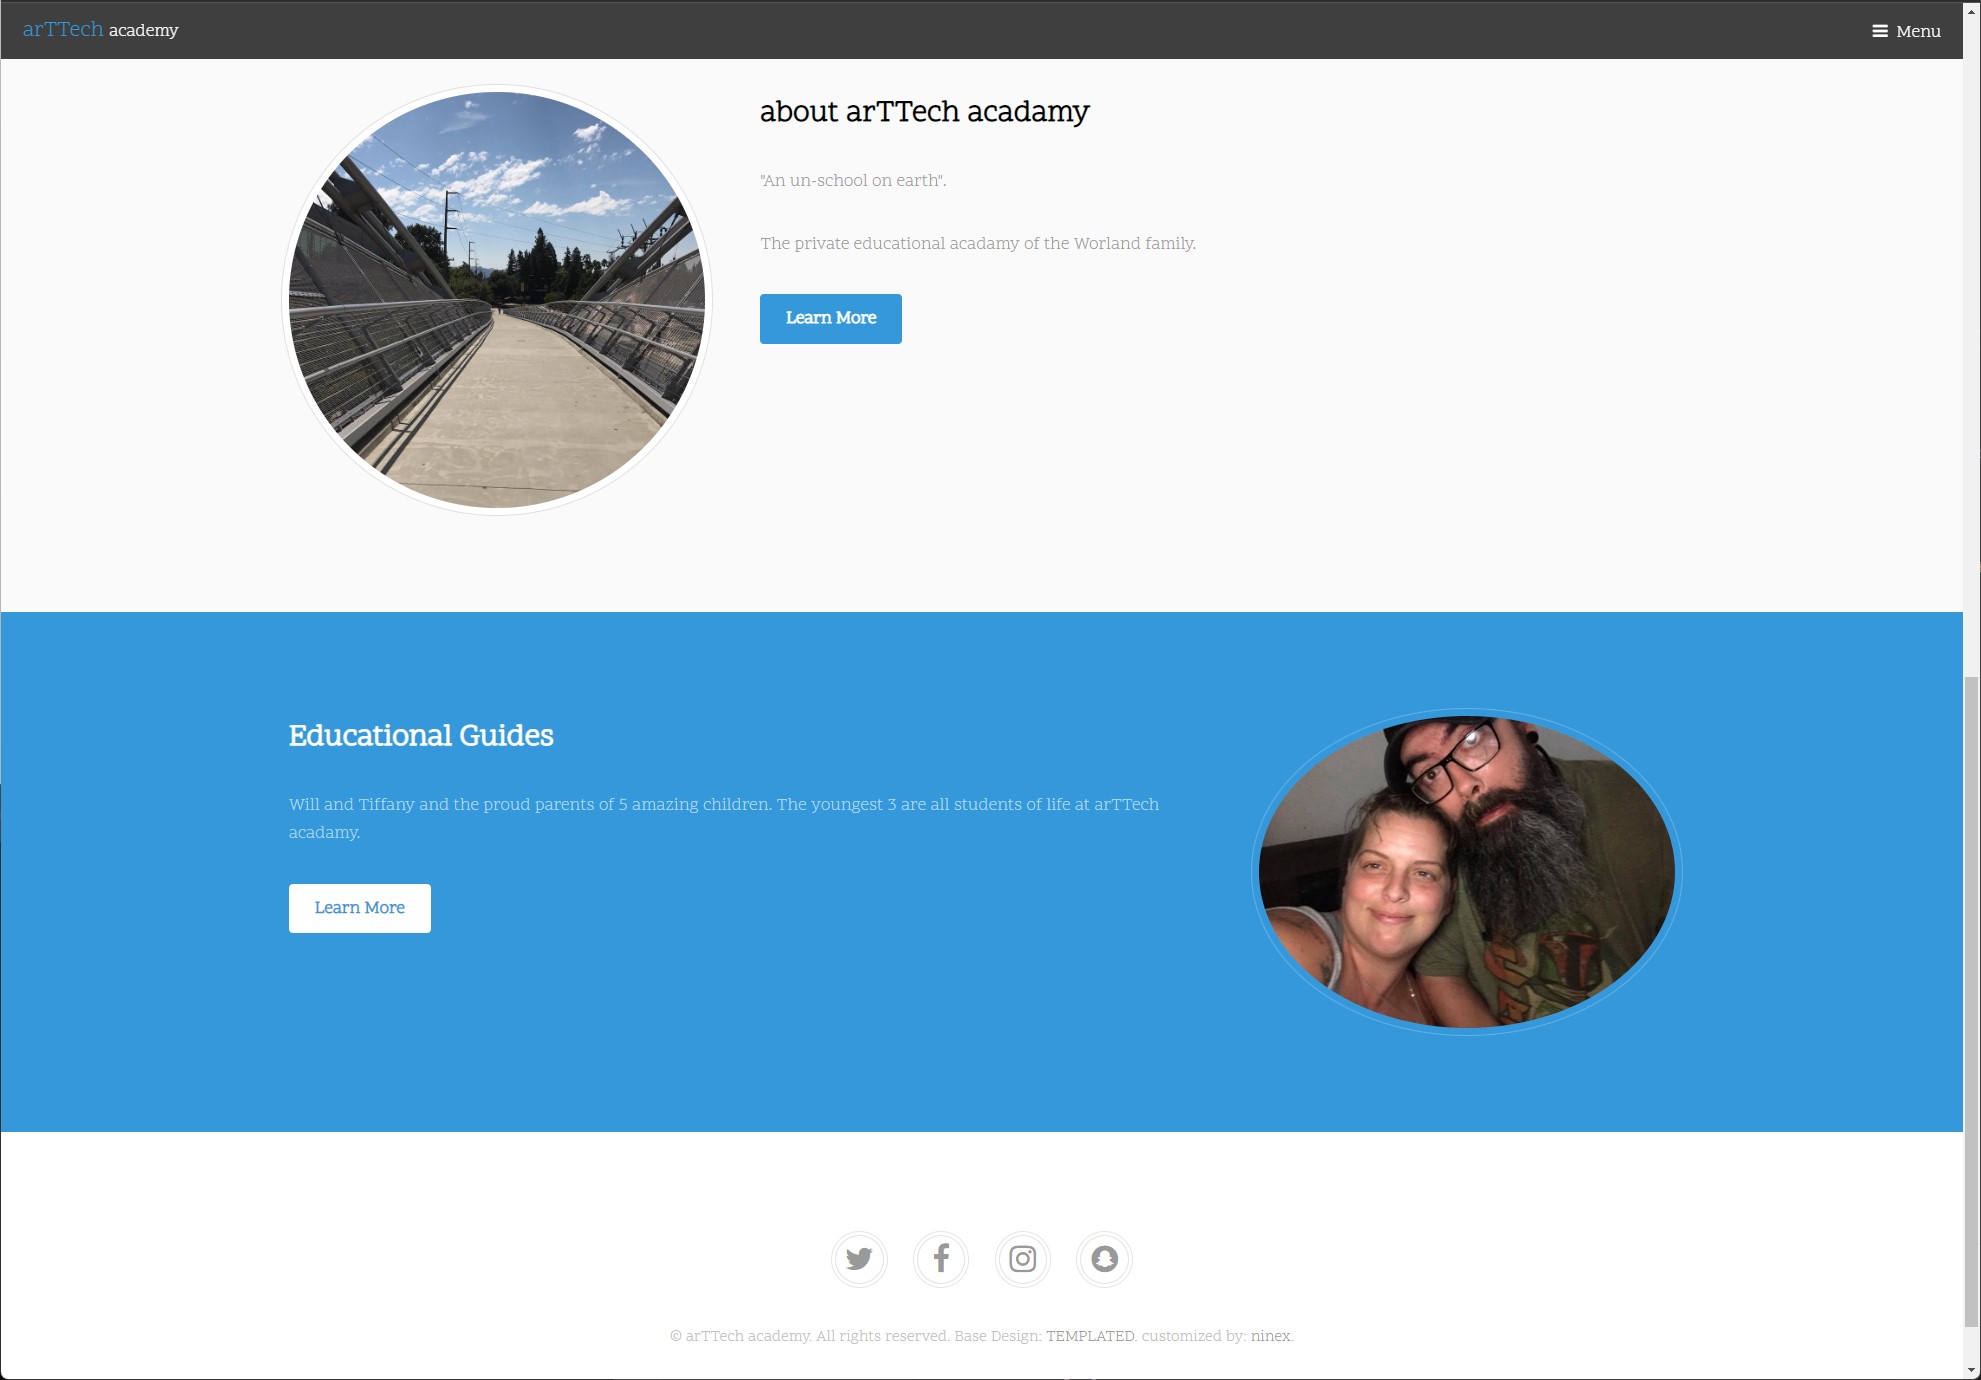 arTTech academy
Menu
about arTTech acadamy
"An un-school on earth".
The private educational acadamy of the Worland family.
Learn More
Educational Guides
Will and Tiffany and the proud parents of 5 amazing children. The youngest 3 are all students of life at arTTech
acadamy.
Learn More
© arTTech academy. All rights reserved. Base Design: TEMPLATED. customized by: ninex.